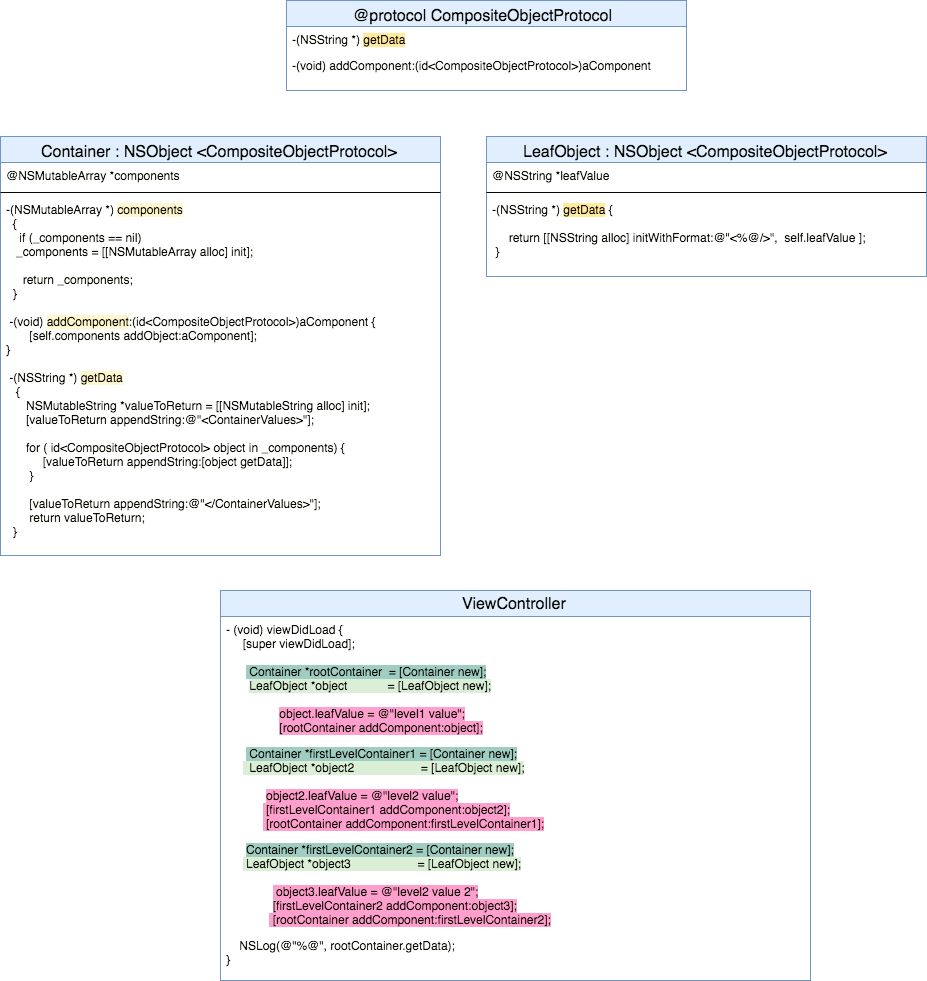 @protocol CompositeObjectProtocol
-(NSString *) getData
-(void) addComponent:(id<CompositeObjectProtocol>)aComponent
Container : NSObject <CompositeObjectProtocol>
@NSMutableArray *components
-(NSMutableArray *) components
{
if (_components == nil)
_components = [[NSMutableArray alloc] init];
return _components;
}
-(void) addComponent:(id<CompositeObjectProtocol>)aComponent {
[self.components addObject:aComponent];
}
-(NSString *) getData
{
NSMutableString *valueToReturn = [[NSMutableString alloc] init];
[valueToReturn appendString:@"<ContainerValues>"];
for ( id<CompositeObjectProtocol> object in _components) {
[valueToReturn appendString:[object getData]];
}
[valueToReturn appendString:@"</ContainerValues>"];
return valueToReturn;
}
LeafObject : NSObject <CompositeObjectProtocol>
@NSString *leafValue
-(NSString *) getData {
return [[NSString alloc] initWithFormat:@"<%@/>",  self.leafValue ];
}
ViewController
- (void) viewDidLoad {
[super viewDidLoad];
Container *rootContainer  = [Container new];
LeafObject *object = [LeafObject new];
object.leafValue = @"level1 value";
[rootContainer addComponent:object];
Container *firstLevelContainer1 = [Container new];
LeafObject *object2 = [LeafObject new];
object2.leafValue = @"level2 value";
[firstLevelContainer1 addComponent:object2];
[rootContainer addComponent:firstLevelContainer1];
Container *firstLevelContainer2 = [Container new];
LeafObject *object3 = [LeafObject new];
object3.leafValue = @"level2 value 2";
[firstLevelContainer2 addComponent:object3];
[rootContainer addComponent:firstLevelContainer2];
NSLog(@"%@", rootContainer.getData);
}